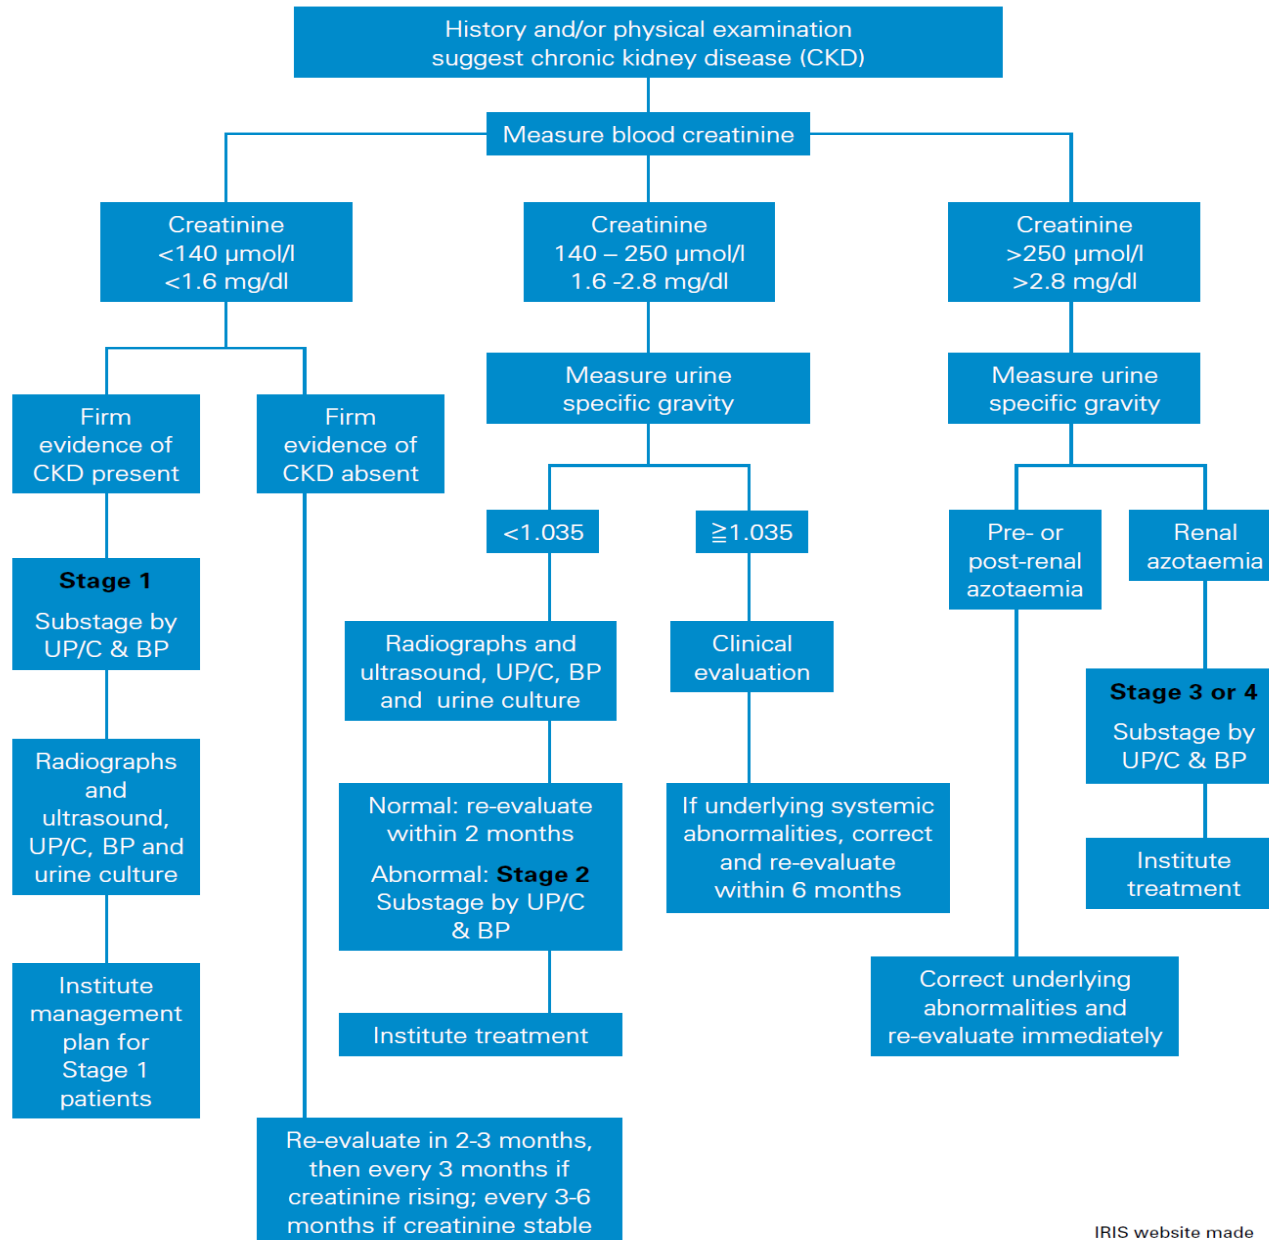 History and/or physical examination
suggest chronic kidney disease (CKD)
Measure blood creatinine
Creatinine
<140 µmol/l
<1.6 mg/dl
Creatinine
140 – 250 µmol/l
1.6 -2.8 mg/dl
Creatinine
>250 µmol/l
>2.8 mg/dl
Firm
evidence of
CKD present
Firm
evidence of
CKD absent
Measure urine
specific gravity
Measure urine
specific gravity
<1.035
≧1.035
Pre- or
post-renal
azotaemia
Renal
azotaemia
Stage 1
Substage by
UP/C & BP
Radiographs and
ultrasound, UP/C, BP
and urine culture
Clinical
evaluation
Stage 3 or 4
Substage by
UP/C & BP
Radiographs
and
ultrasound,
UP/C, BP and
urine culture
Normal: re-evaluate
within 2 months
Abnormal: Stage 2
Substage by UP/C
& BP
If underlying systemic
abnormalities, correct
and re-evaluate
within 6 months
Institute
treatment
Institute
management
plan for
Stage 1
patients
Institute treatment
Correct underlying
abnormalities and
re-evaluate immediately
Re-evaluate in 2-3 months,
then every 3 months if
creatinine rising; every 3-6
months if creatinine stable
IRIS website made